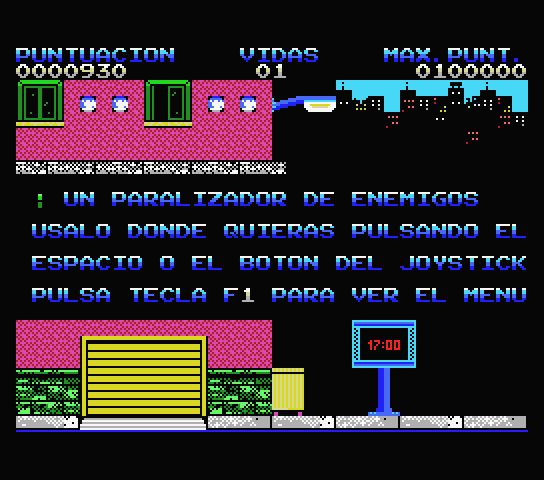 PUNTUACION VIDAS MAX.PUNT.
0000930 01 0100000
: UN PARALIZADOR DE ENEMIGOS
USALO DONDE QUIERAS PULSANDO EL
ESPACIO O EL BOTON DEL JOYSTICK
PULSA TECLA F1 PARA VER EL MENU
17:00